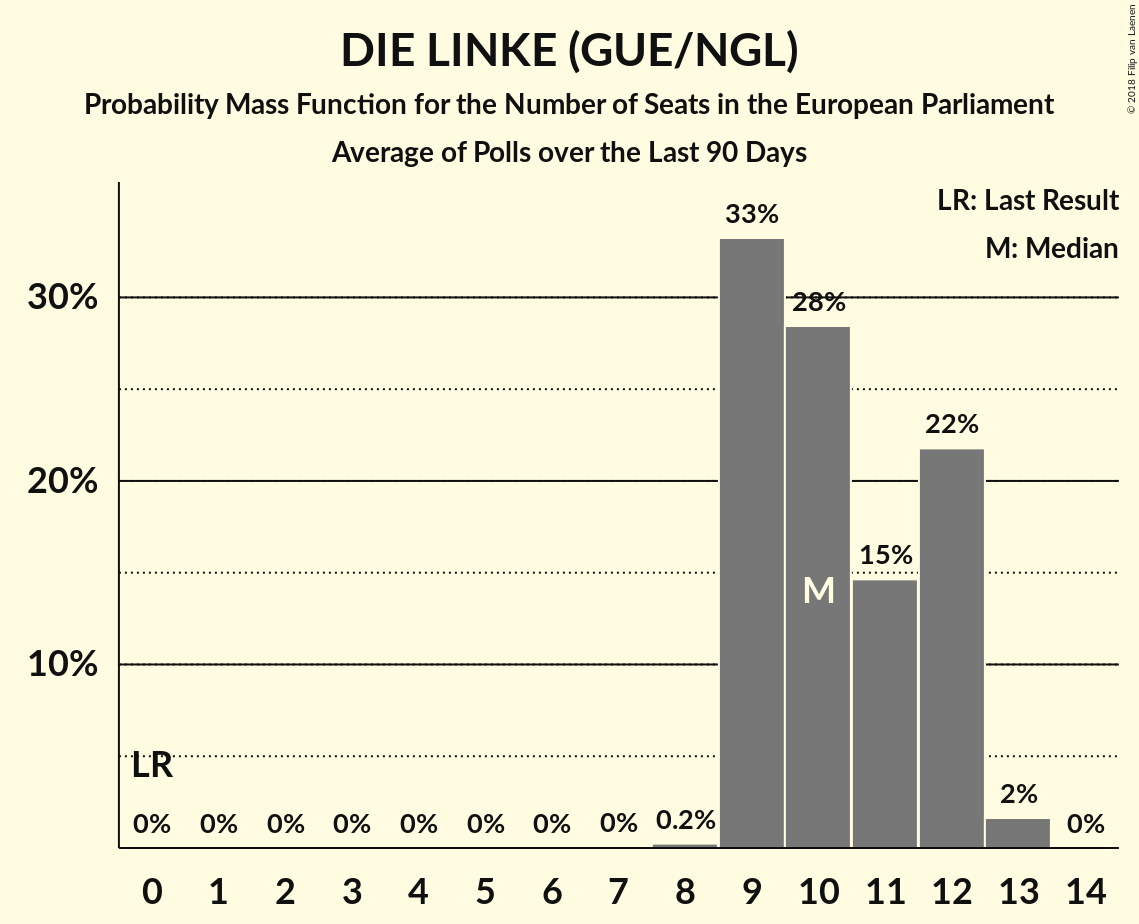 DIE LINKE (GUE/NGL)
Probability Mass Function for the Number of Seats in the European Parliament
Average of Polls over the Last 90 Days
© 2018 Filip van Laenen
LR: Last Result
M: Median
33%
30%
28%
22%
20%
15%
M
10%
LR
0% 0% 0% 0% 0% 0% 0% 0% 0.2% 2% 0%
0 1 2 3 4 5 6 7 8 9 10 11 12 13 14